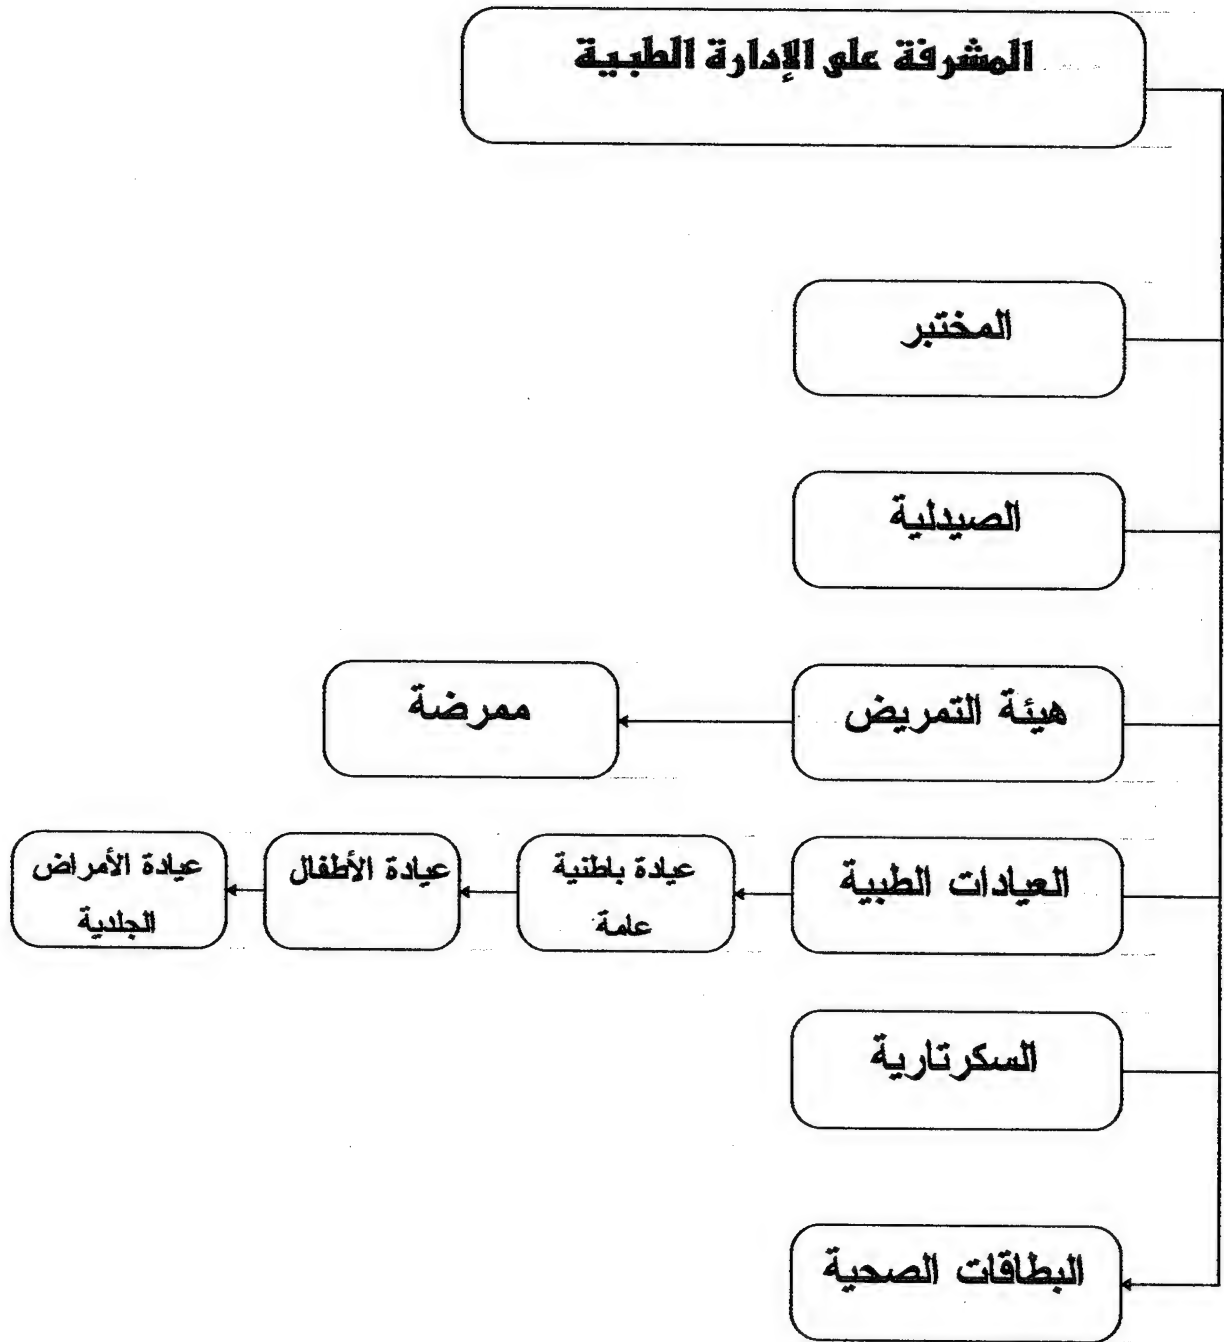 المشرفة على الإدارة الطبية
المختبر
الصيدلية
هيئة التمريض
ممرضة
العيادات الطبية
عيادة باطنية
عامة
عيادة الأطفال
عيادة الأمراض
الجلدية
السكرتارية
البطاقات الصحية